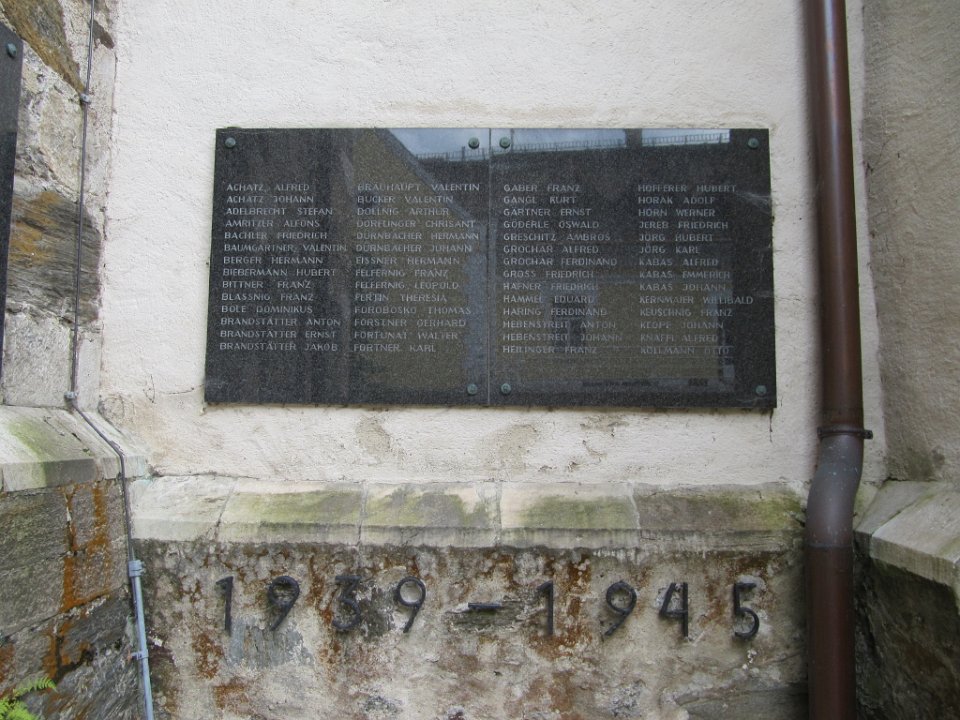 ACHATZ, ALFRED
ACHATZ JOHANN
ADELBRECHT STEFAN
AMRITZER ALFONS
BACHLER FRIEDRICH
BAUMGARTNER VALENTIN
BERGER HERMANN
BIEBERMANN HUBERT
BITTNER FRANZ
BLASSNIG FRANZ
BOLE DOMINIKUS
BRANDSTÄTTER ANTON
BRANDSTÄTTER ERNST
BRANDSTÄTTER JAKOB
BRAUHAUPT VALENTIN
BUCKER VALENTIN
DOLLNIG ARTHUR
DÖRFLINGER CHRISANT
DÜRNBACHER HERMANN
DÜRNBACHER JOHANN
EISSNER HERMANN
FELFERNIG FRANZ
FELFERNIG LEOPOLD
FERTIN THERESIA
FOROBOSKO THOMAS
FORSTNER GERHARD
FORTUNAT WALTER
FORTNER KARL
GABER FRANZ
GANGL KURT
GARTNER ERNST
GÖDERLE OSWALD
GRESCHITZ AMBROS
GROCHAR ALFRED
GROCHAR FERDINAND
GROSS FRIEDRICH
HAFNER FRIEDRICH
HAMMEL EDUARD
HARING FERDINAND
HEBENSTREIT ANTON
HEBENSTREIT JOHANN
HEILINGER FRANZ
HOFFERER HUBERT
HORAK ADOLF
HORN WERNER
JEREB FRIEDRICH
JÖRG HUBERT
JÖRG KARL
KABAS ALFRED
KABAS EMMERICH
KABAS JOHANN
KERNMAIER WILLIBALD
KEUSCHNIG FRANZ
KLOPF JOHANN
KNAFFL ALFRED
KOLLMANN OTTO
1939-1945